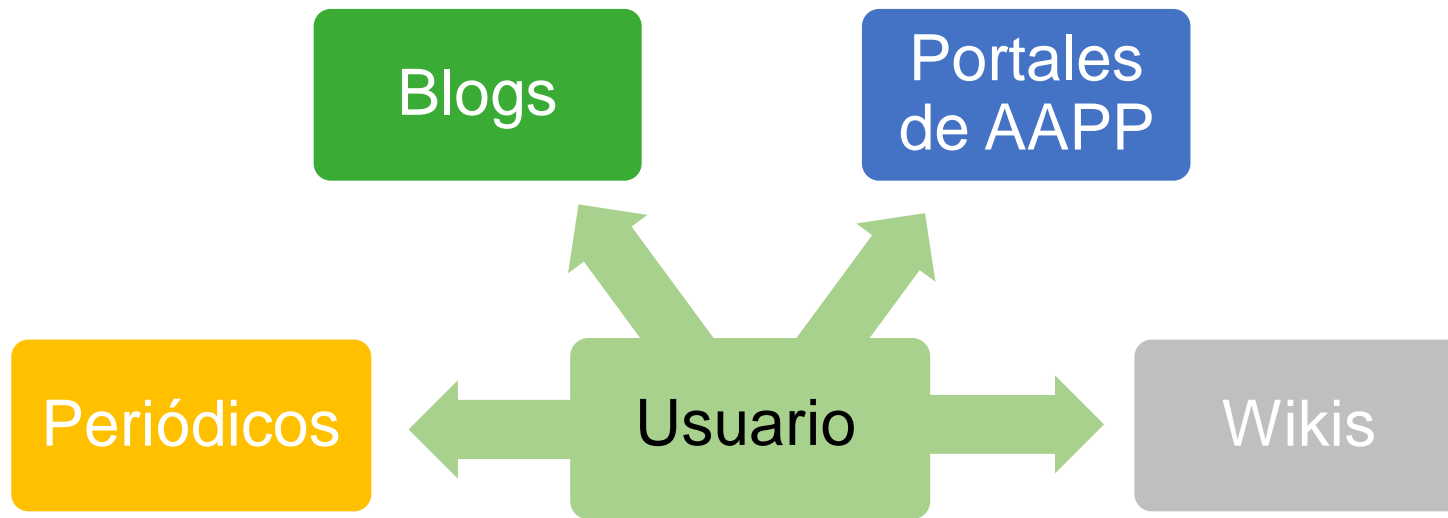 Blogs
Portales
de AAPP
Periódicos
Usuario
Wikis